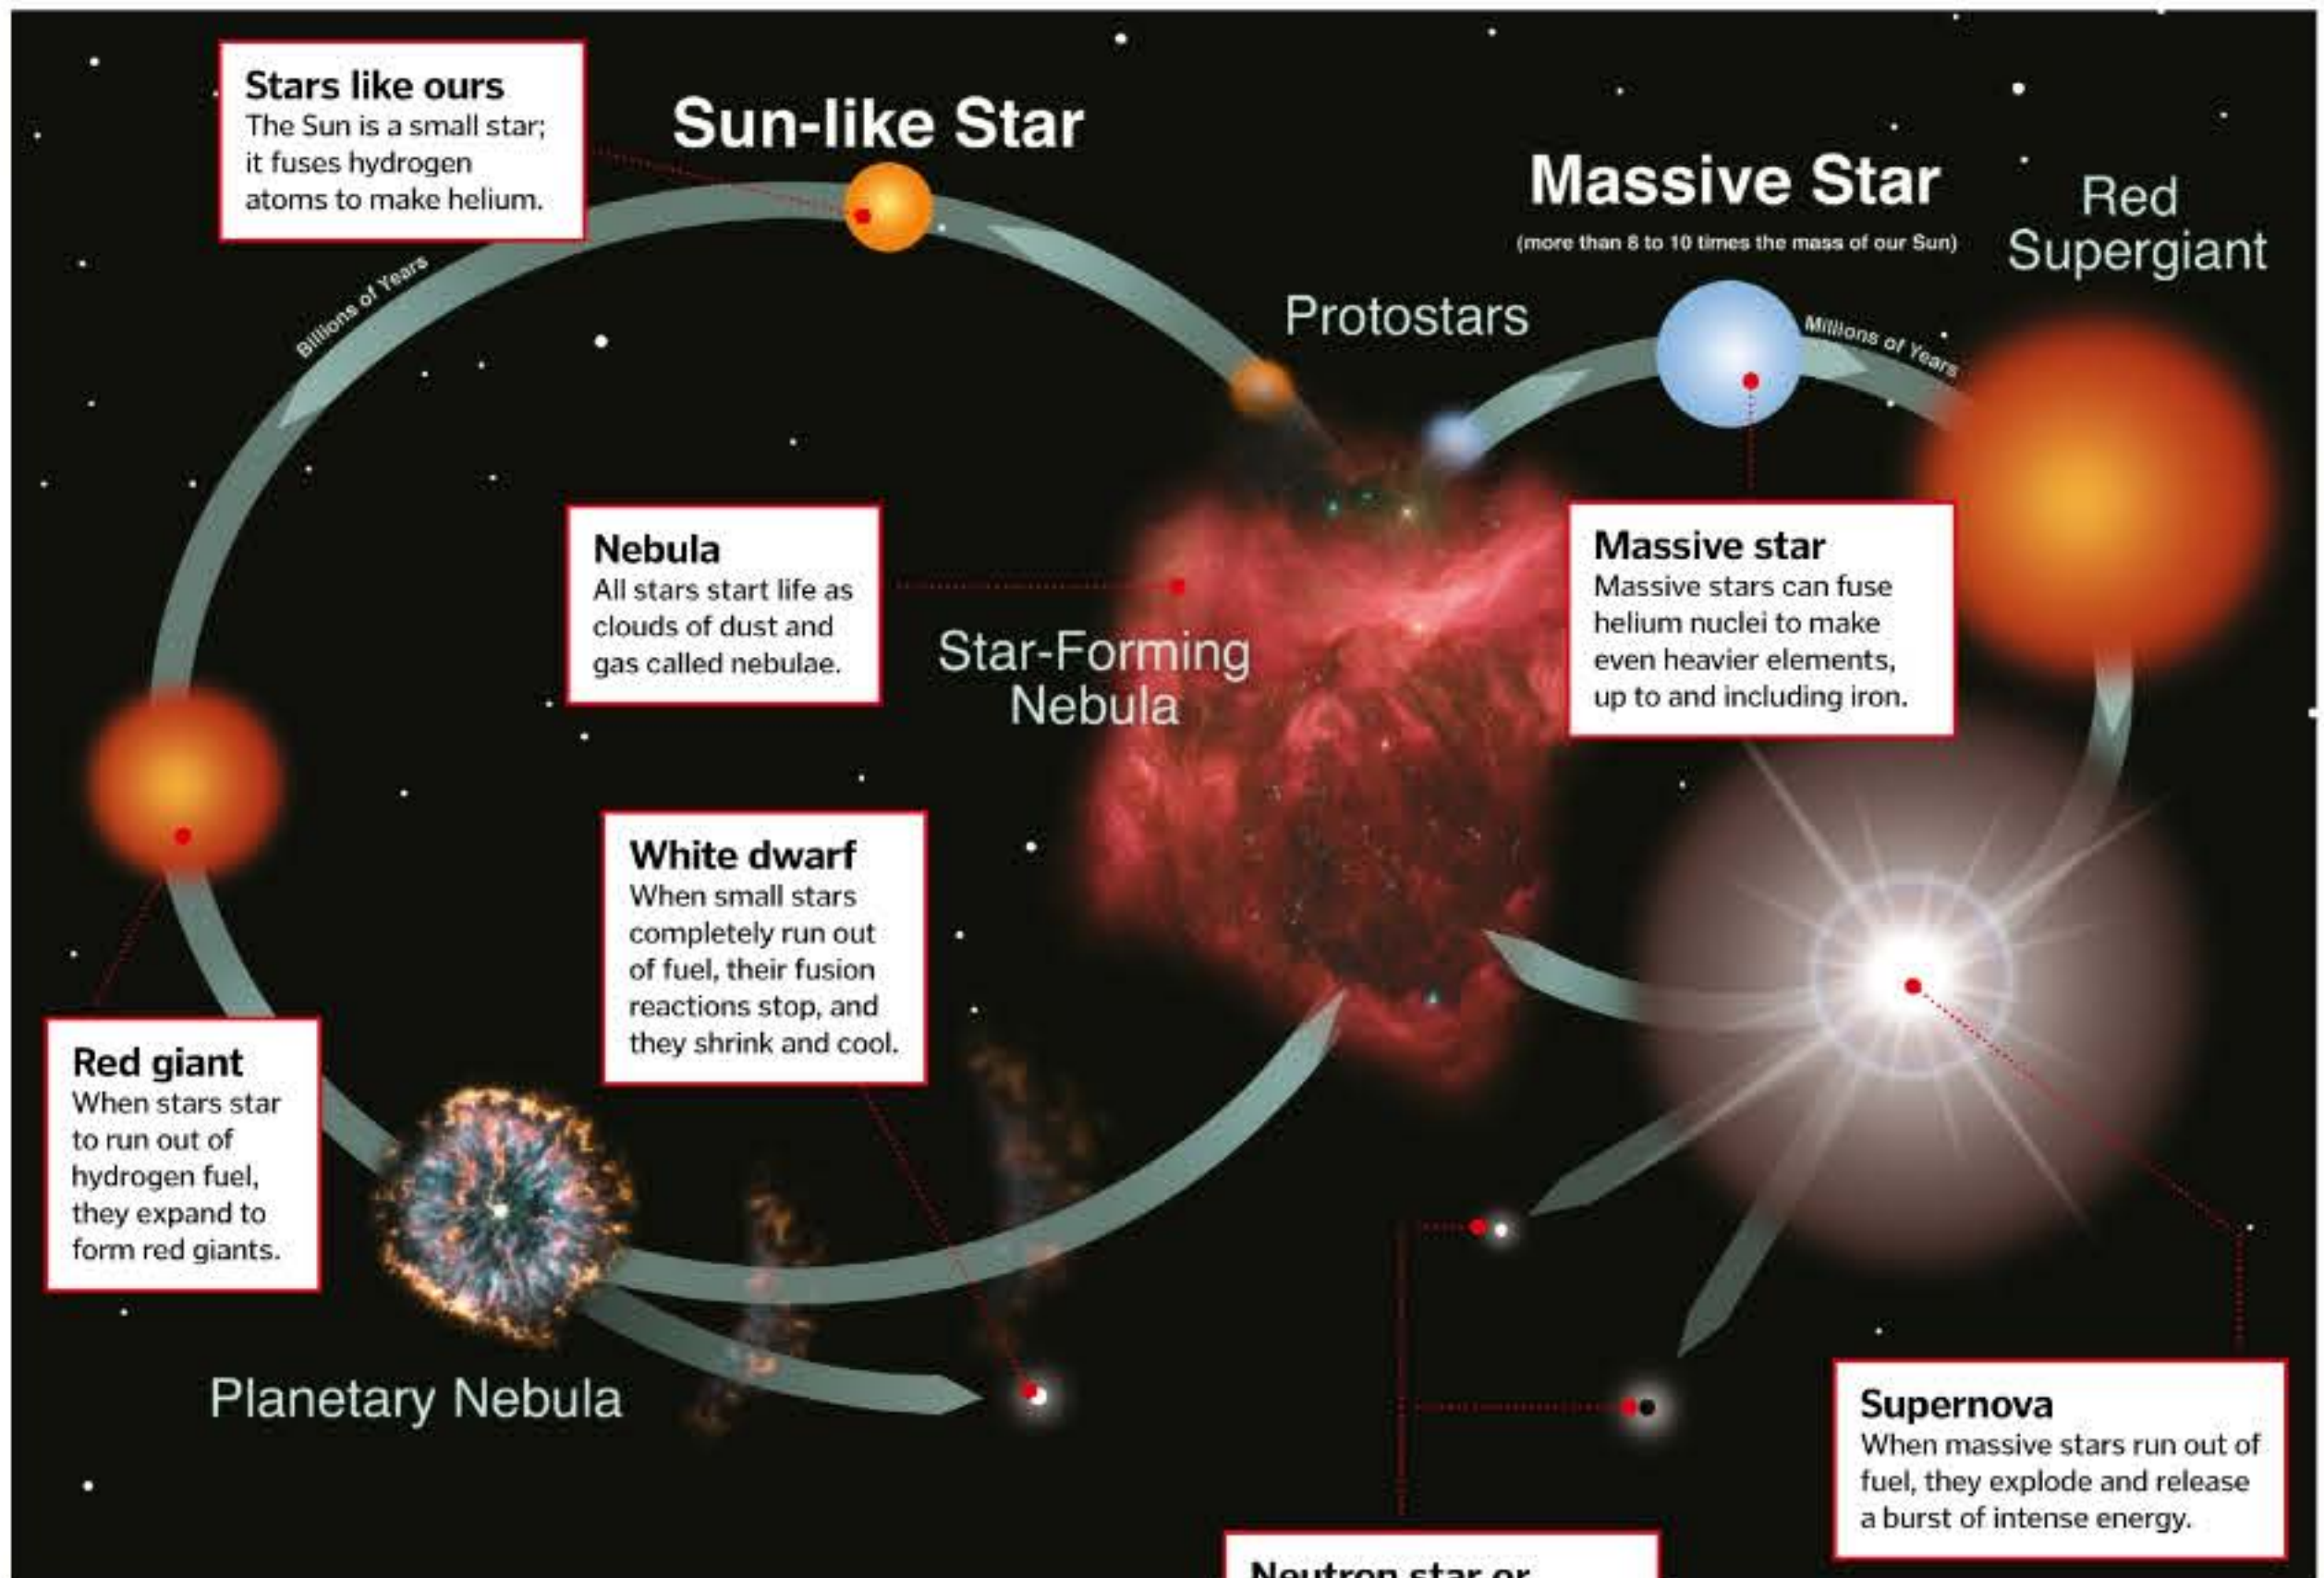 Stars like ours
The Sun is a small star;
it fuses hydrogen
atoms to make helium.
Sun-like Star
Massive Star
(more than 8 to 10 times the mass of our Sun)
Red
Supergiant
Protostars
Billions of Years
Millions of Years
Nebula
All stars start life as
clouds of dust and
gas called nebulae.
Star-Forming
Nebula
Massive star
Massive stars can fuse
helium nuclei to make
even heavier elements,
up to and including iron.
White dwarf
When small stars
completely run out
of fuel, their fusion
reactions stop, and
they shrink and cool.
Red giant
When stars star
to run out of
hydrogen fuel,
they expand to
form red giants.
Planetary Nebula
Supernova
When massive stars run out of
fuel, they explode and release
a burst of intense energy.
Neutron star or